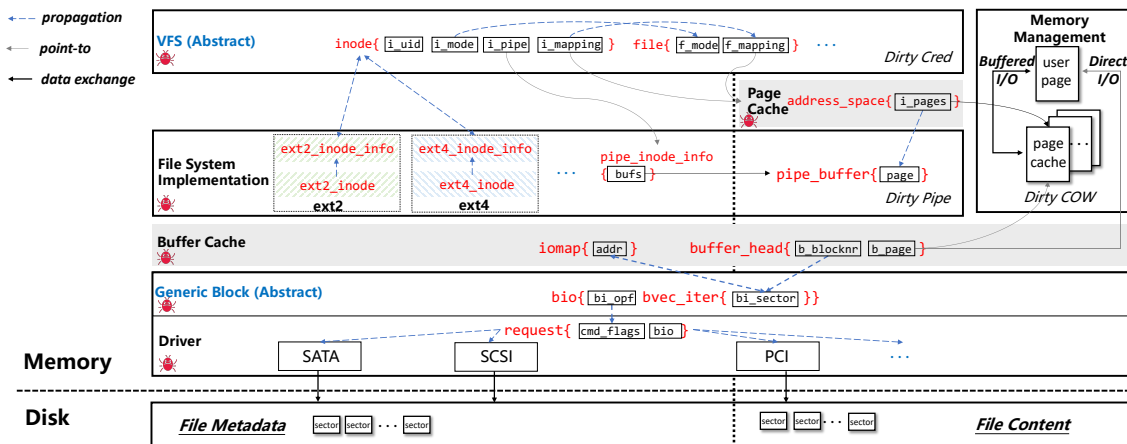 propagation
point-to
data exchange
VFS (Abstract)
inode{ i_uid i_mode i_pipe i_mapping } file{ f_mode f_mapping } ...
Dirty Cred
Memory
Management
Buffered
I/O
user
page
Direct
I/O
Page
Cache
address_space{ i_pages }
page
cache
...
Dirty COW
File System
Implementation
ext2_inode_info
ext2_inode
ext2
ext4_inode_info
ext4_inode
ext4
...
pipe_inode_info
{ bufs }
pipe_buffer{ page }
Dirty Pipe
Buffer Cache
iomap{ addr } buffer_head{ b_blocknr b_page }
Generic Block (Abstract)
bio{ bi_opf bvec_iter{ bi_sector }}
Driver
request{ cmd_flags bio }
SATA SCSI PCI ...
Memory
Disk
File Metadata
sector sector ... sector
sector sector ... sector
File Content